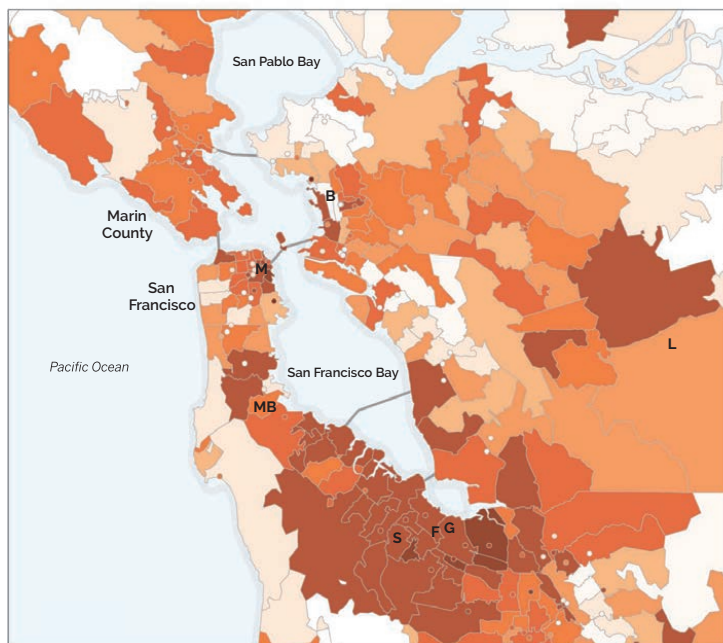 San Pablo Bay
B
Marin
County
M
San
Francisco
L
Pacific Ocean
San Francisco Bay
MB
S
F
G